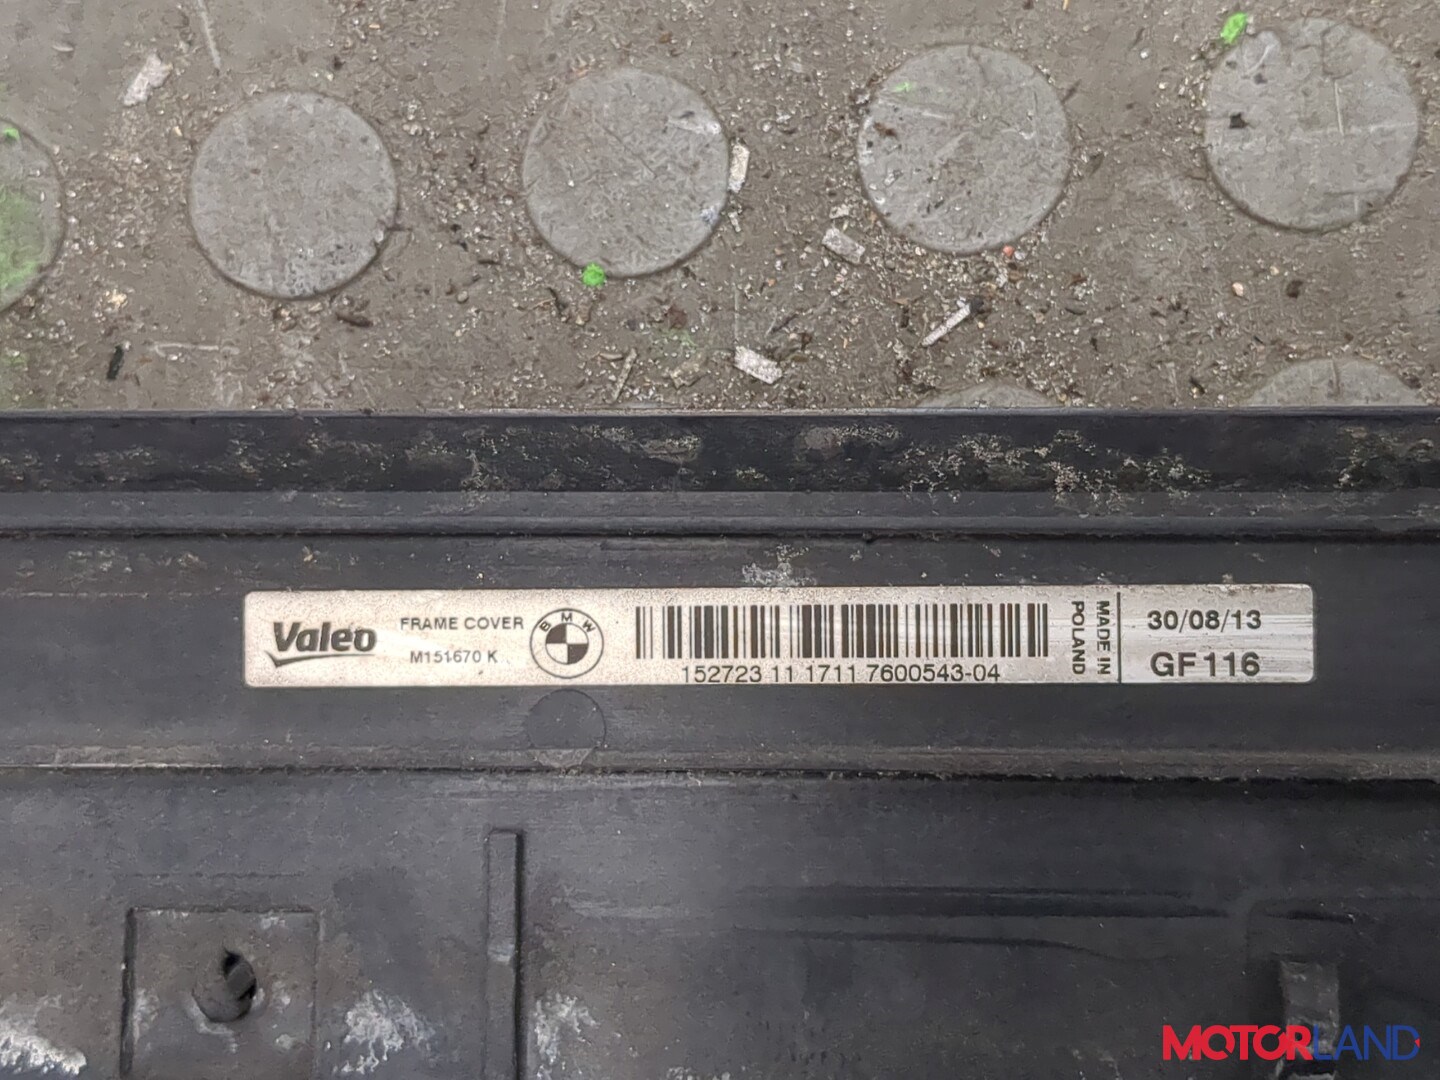 Valeo
FRAME COVER
M151670 K
BMW
152723 11 1711 7600543-04
MADE IN
POLAND
30/08/13
GF116
MOTORLAND